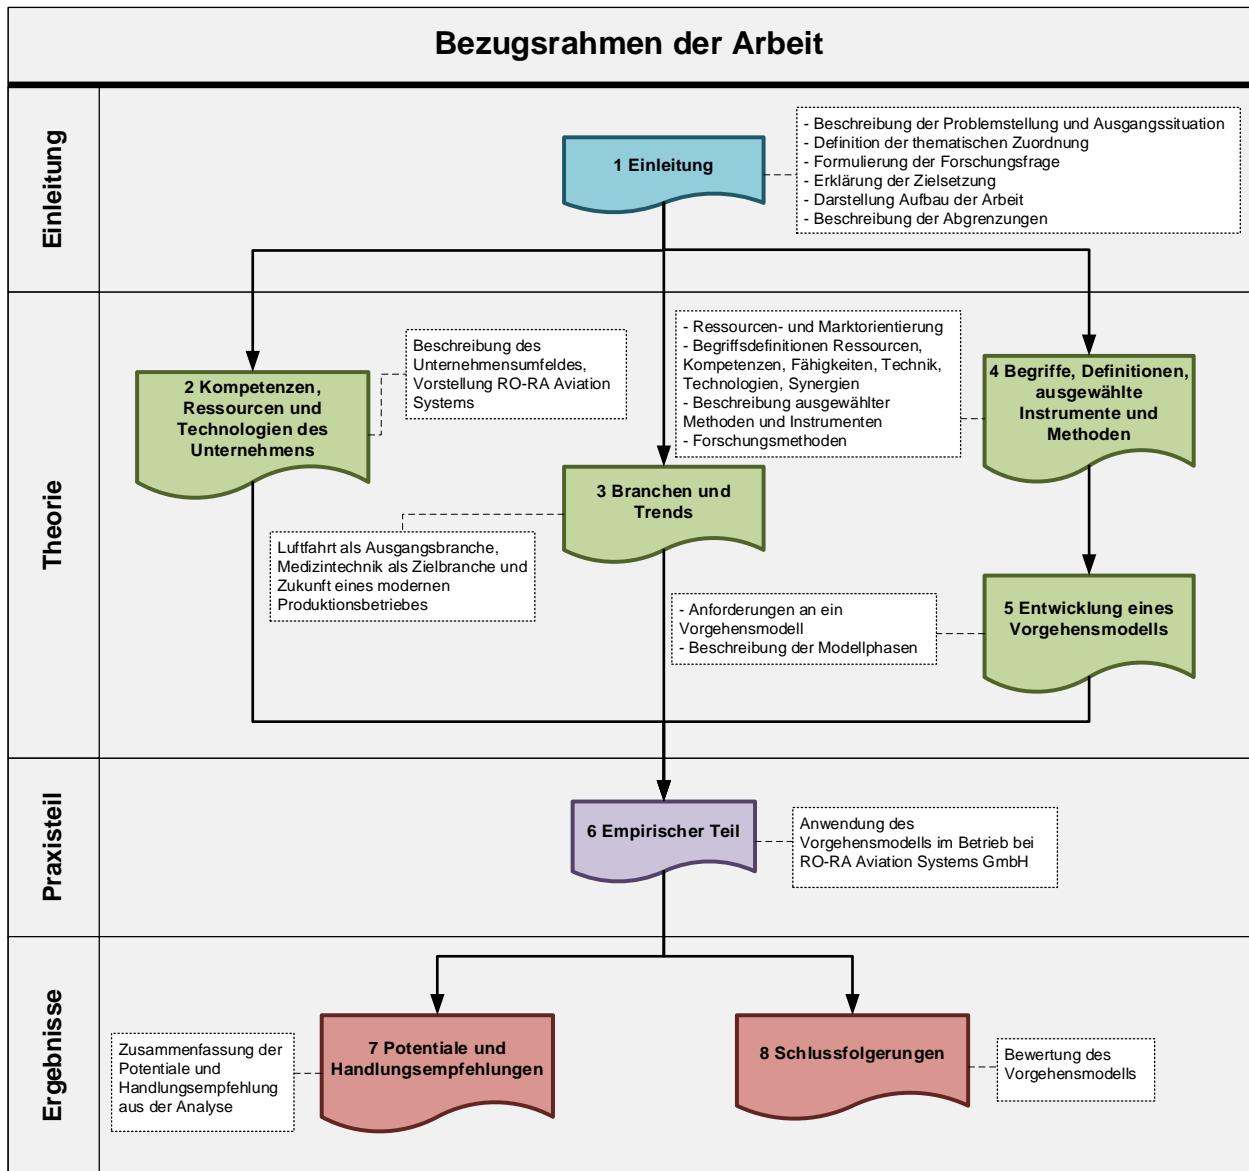 Bezugsrahmen der Arbeit
Einleitung
1 Einleitung
- Beschreibung der Problemstellung und Ausgangssituation
- Definition der thematischen Zuordnung
- Formulierung der Forschungsfrage
- Erklärung der Zielsetzung
- Darstellung Aufbau der Arbeit
- Beschreibung der Abgrenzungen
Theorie
2 Kompetenzen,
Ressourcen und
Technologien des
Unternehmens
Beschreibung des
Unternehmensumfeldes,
Vorstellung RO-RA Aviation
Systems
- Ressourcen- und Marktorientierung
- Begriffsdefinitionen Ressourcen,
Kompetenzen, Fähigkeiten, Technik,
Technologien, Synergien
- Beschreibung ausgewählter
Methoden und Instrumenten
- Forschungsmethoden
4 Begriffe, Definitionen,
ausgewählte
Instrumente und
Methoden
3 Branchen und
Trends
Luftfahrt als Ausgangsbranche,
Medizintechnik als Zielbranche und
Zukunft eines modernen
Produktionsbetriebes
- Anforderungen an ein
Vorgehensmodell
- Beschreibung der Modellphasen
5 Entwicklung eines
Vorgehensmodells
Praxisteil
6 Empirischer Teil
Anwendung des
Vorgehensmodells im Betrieb bei
RO-RA Aviation Systems GmbH
Ergebnisse
Zusammenfassung der
Potentiale und
Handlungsempfehlung
aus der Analyse
7 Potentiale und
Handlungsempfehlungen
8 Schlussfolgerungen
Bewertung des
Vorgehensmodells